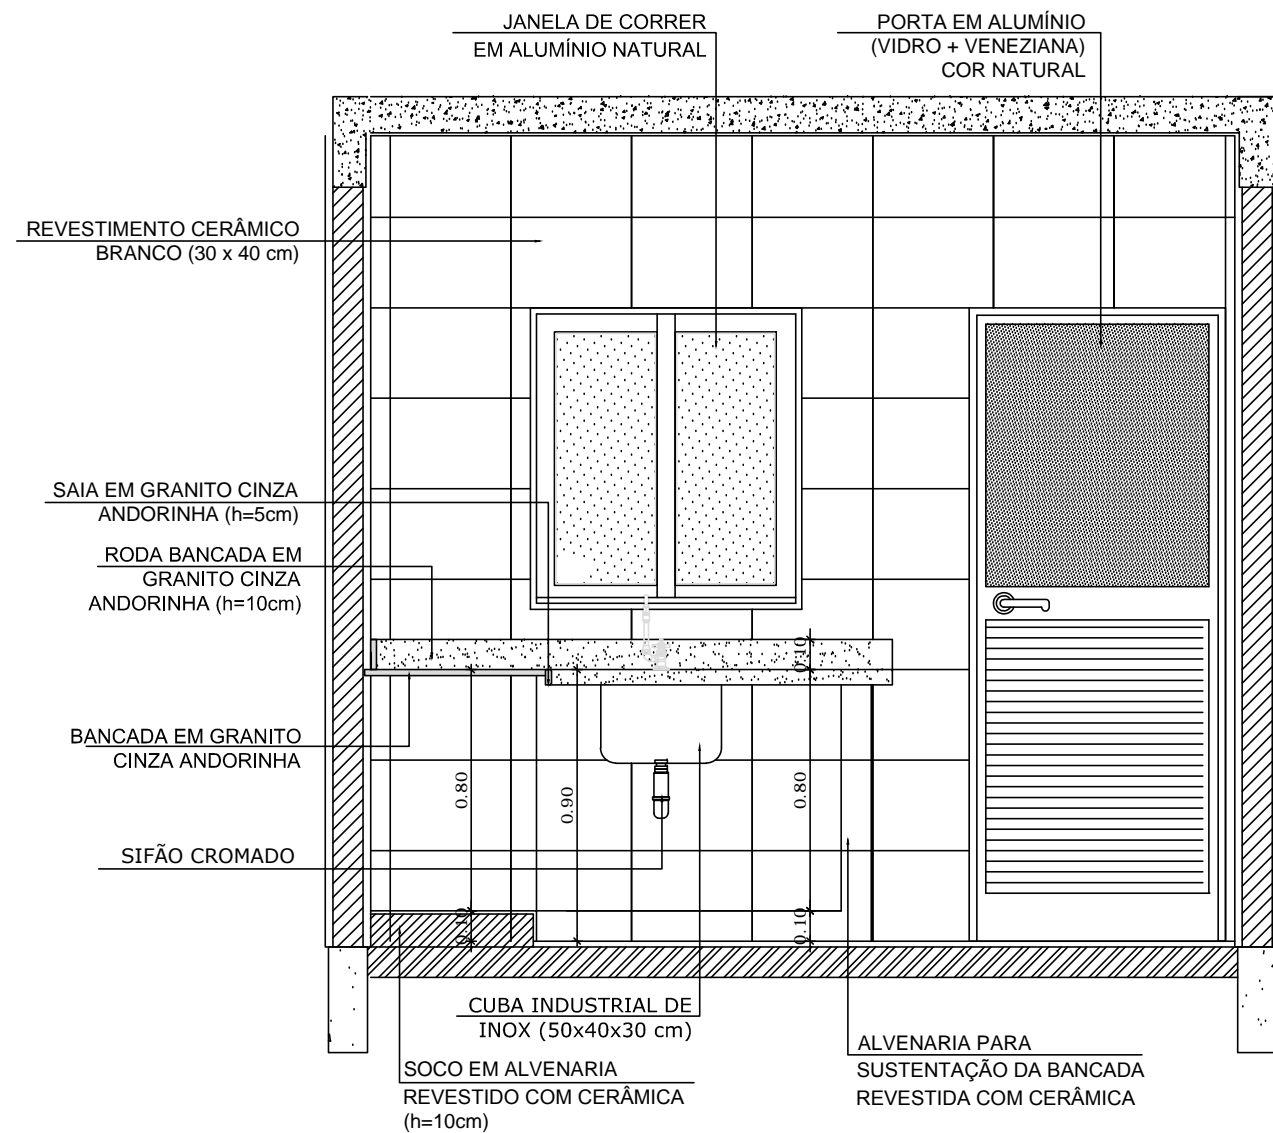 JANELA DE CORRER
EM ALUMÍNIO NATURAL
PORTA EM ALUMÍNIO
(VIDRO + VENEZIANA)
COR NATURAL
REVESTIMENTO CERÂMICO
BRANCO (30 x 40 cm)
SAIA EM GRANITO CINZA
ANDORINHA (h=5cm)
RODA BANCADA EM
GRANITO CINZA
ANDORINHA (h=10cm)
0.10
BANCADA EM GRANITO
CINZA ANDORINHA
0.80
0.90
0.80
SIFÃO CROMADO
0.10
0.10
CUBA INDUSTRIAL DE
INOX (50x40x30 cm)
ALVENARIA PARA
SUSTENTAÇÃO DA BANCADA
REVESTIDA COM CERÂMICA
SOCO EM ALVENARIA
REVESTIDO COM CERÂMICA
(h=10cm)